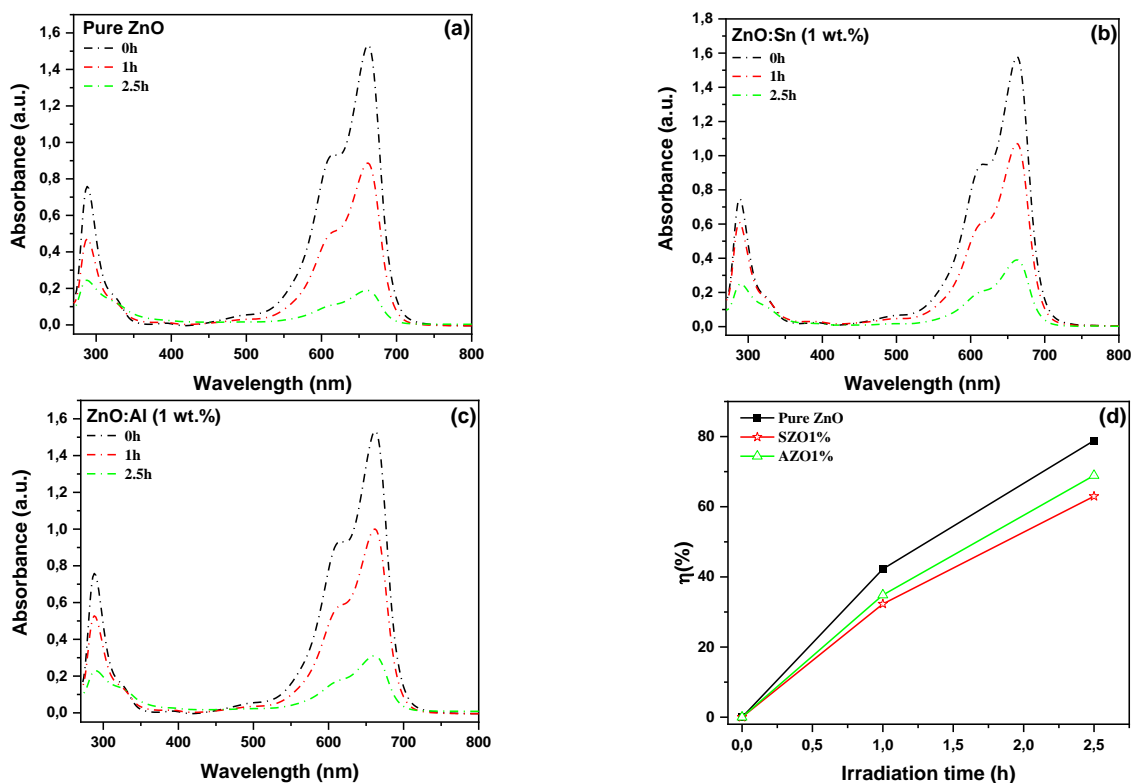 Pure ZnO
(a)
0h
1h
2.5h
1,8
1,6
1,4
1,2
1,0
0,8
0,6
0,4
0,2
0,0
Absorbance (a.u.)
300 400 500 600 700 800
Wavelength (nm)
ZnO:Sn (1 wt.%)
(b)
0h
1h
2.5h
1,8
1,6
1,4
1,2
1,0
0,8
0,6
0,4
0,2
0,0
Absorbance (a.u.)
300 400 500 600 700 800
Wavelength (nm)
ZnO:Al (1 wt.%)
(c)
0h
1h
2.5h
1,6
1,4
1,2
1,0
0,8
0,6
0,4
0,2
0,0
Absorbance (a.u.)
300 400 500 600 700 800
Wavelength (nm)
(d)
Pure ZnO
SZO1%
AZO1%
80
60
40
20
0
η(%)
0,0 0,5 1,0 1,5 2,0 2,5
Irradiation time (h)